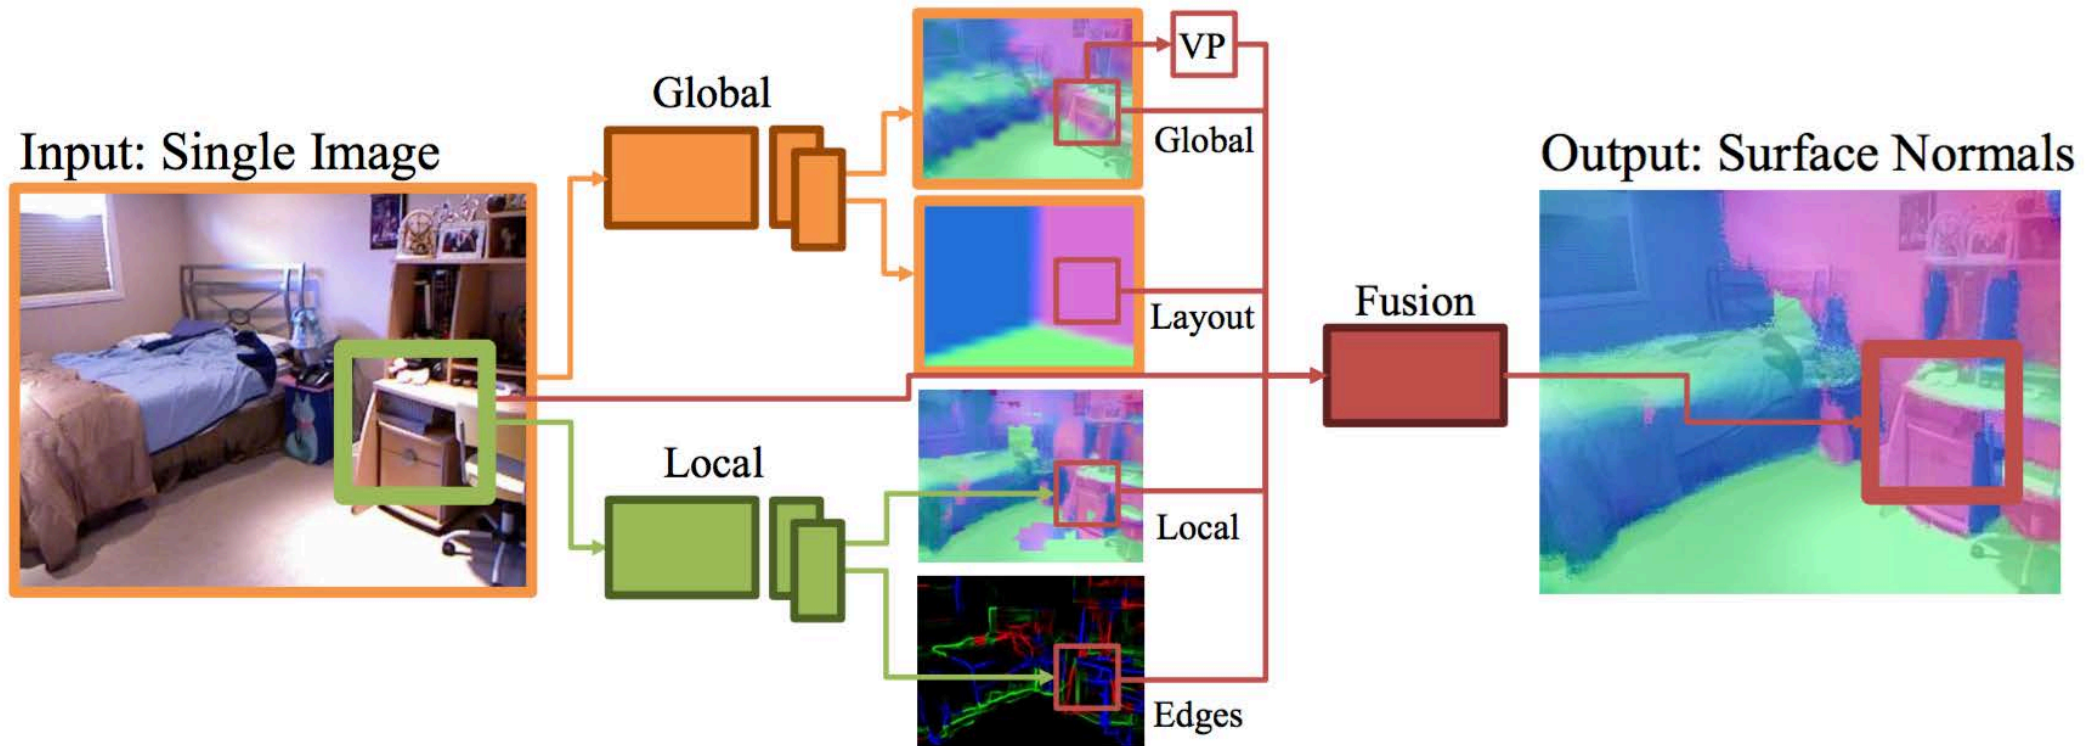 Input: Single Image
Global
VP
Global
Layout
Local
Local
Edges
Fusion
Output: Surface Normals